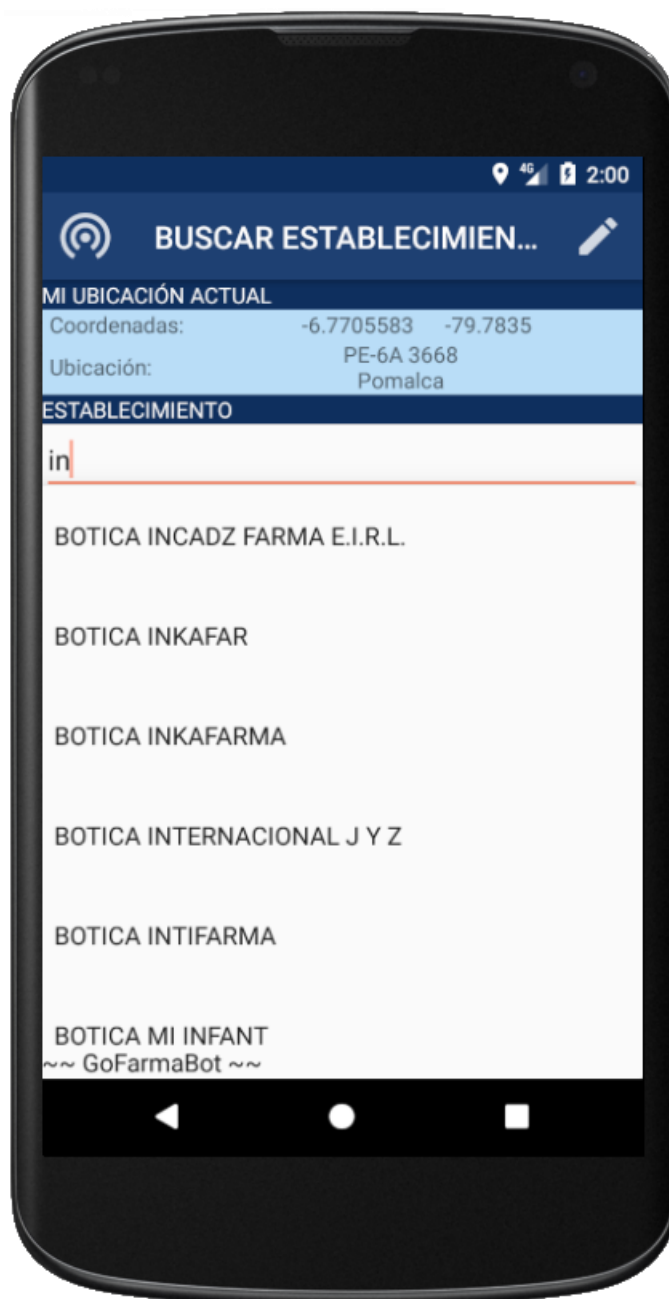 4G 2:00
BUSCAR ESTABLECIMIEN...
MI UBICACIÓN ACTUAL
Coordenadas: -6.7705583 -79.7835
Ubicación: PE-6A 3668
Pomalca
ESTABLECIMIENTO
in
BOTICA INCADZ FARMA E.I.R.L.
BOTICA INKAFAR
BOTICA INKAFARMA
BOTICA INTERNACIONAL J Y Z
BOTICA INTIFARMA
BOTICA MI INFANT
~~ GoFarmaBot ~~